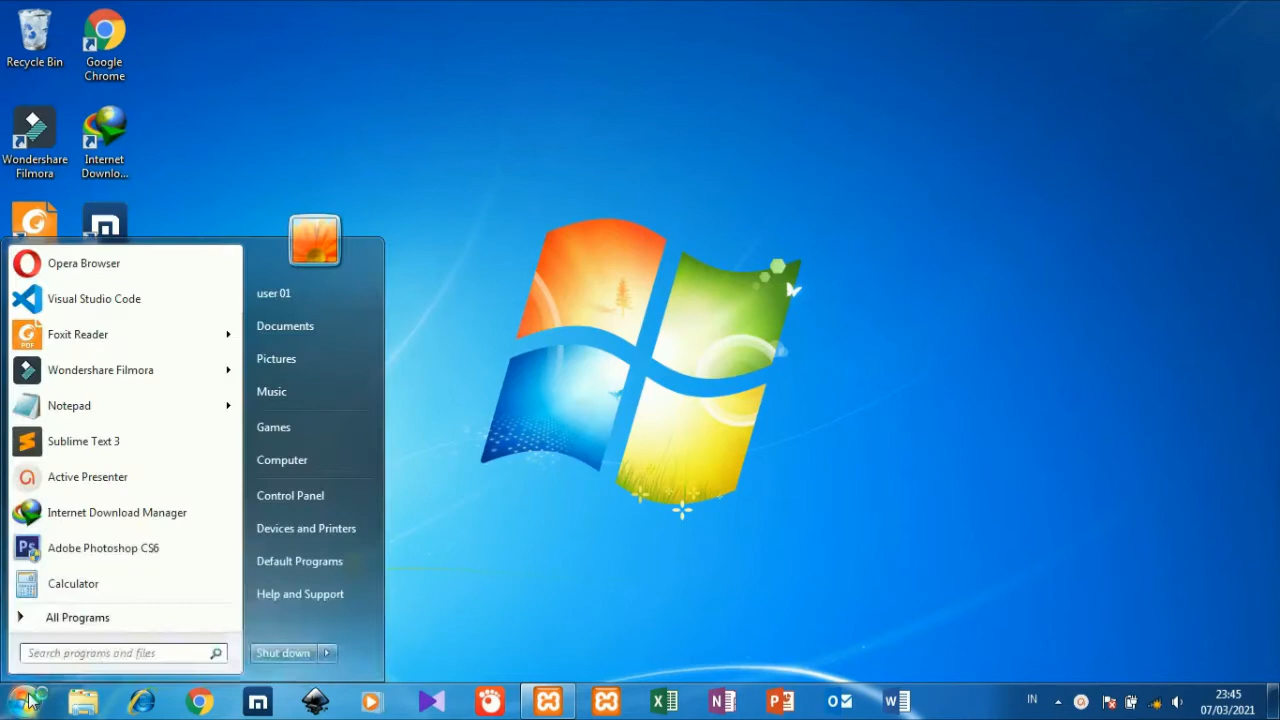 Recycle Bin
Google
Chrome
Wondershare
Filmora
Internet
Downlo...
Opera Browser
Visual Studio Code
Foxit Reader
PDF
Wondershare Filmora
Notepad
Sublime Text 3
Active Presenter
Internet Download Manager
Ps
Adobe Photoshop CS6
Calculator
All Programs
Search programs and files
user 01
Documents
Pictures
Music
Games
Computer
Control Panel
Devices and Printers
Default Programs
Help and Support
Shut down
IN
23:45
07/03/2021